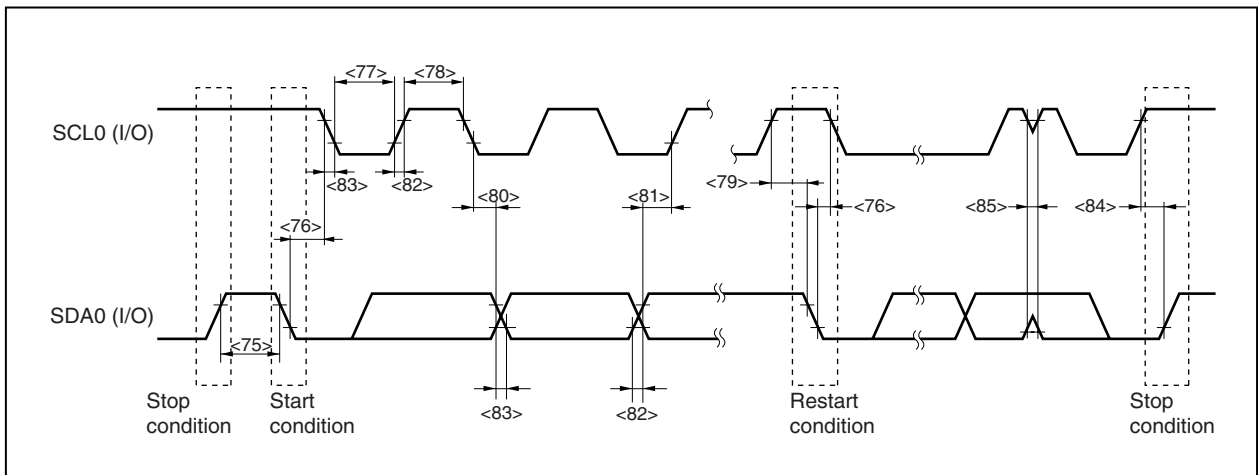 <77> <78>
SCL0 (I/O)
<83> <82> <80> <81> <79> <76> <85> <84>
<76>
SDA0 (I/O)
<75>
<83> <82>
Stop condition
Start condition
Restart condition
Stop condition